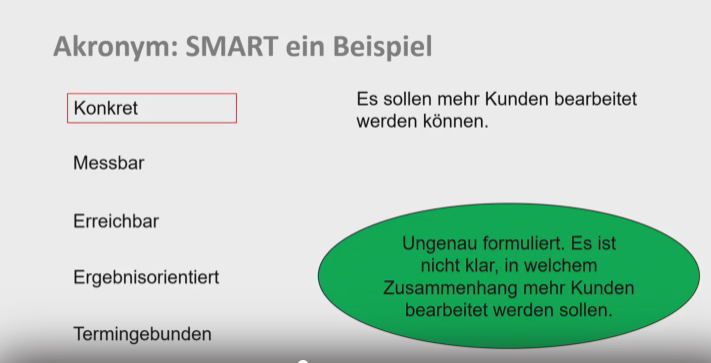 Akronym: SMART ein Beispiel
Konkret
Es sollen mehr Kunden bearbeitet
werden können.
Messbar
Erreichbar
Ergebnisorientiert
Termingebunden
Ungenau formuliert. Es ist
nicht klar, in welchem
Zusammenhang mehr Kunden
bearbeitet werden sollen.